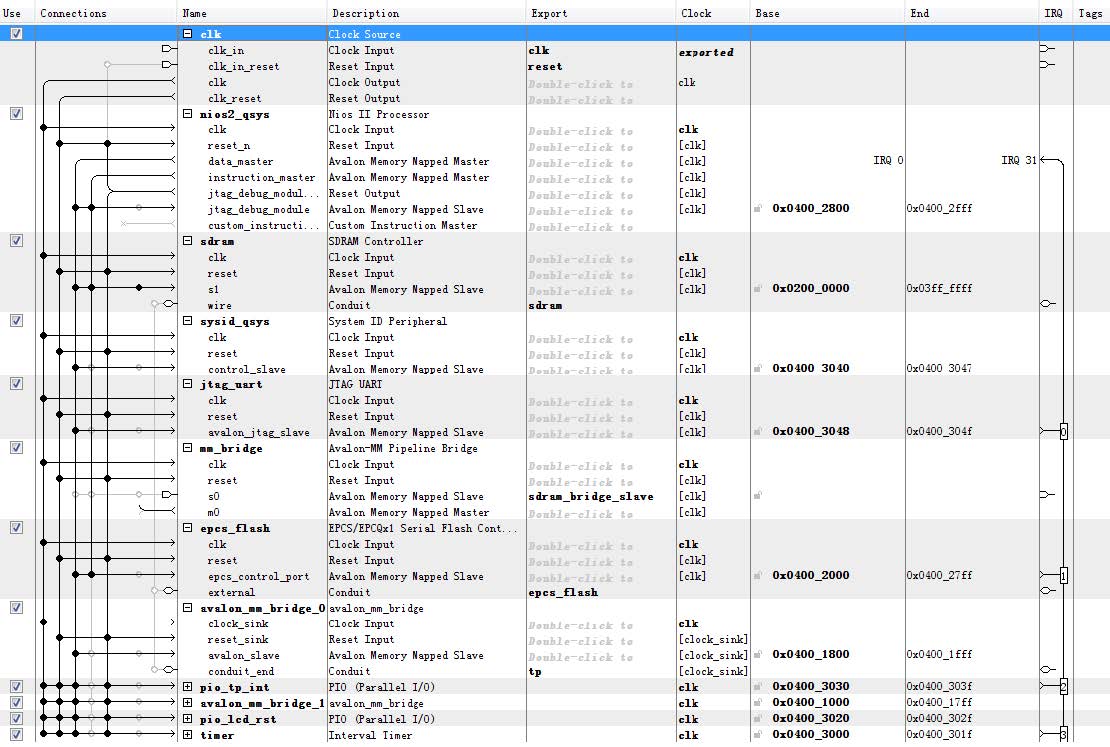 Use Connections Name Description Export Clock Base End IRQ Tags
clk Clock Source
clk_in Clock Input clk exported
clk_in_reset Reset Input reset
clk Clock Output Double-click to clk
clk_reset Reset Output Double-click to
nios2_qsys Nios II Processor
clk Clock Input Double-click to clk
reset_n Reset Input Double-click to [clk]
data_master Avalon Memory Mapped Master Double-click to [clk] IRQ 0 IRQ 31
instruction_master Avalon Memory Mapped Master Double-click to [clk]
jtag_debug_modul... Reset Output Double-click to [clk]
jtag_debug_module Avalon Memory Mapped Slave Double-click to [clk] 0x0400_2800 0x0400_2fff
custom_instructi... Custom Instruction Master Double-click to
sdram SDRAM Controller
clk Clock Input Double-click to clk
reset Reset Input Double-click to [clk]
s1 Avalon Memory Mapped Slave Double-click to [clk] 0x0200_0000 0x03ff_ffff
wire Conduit sdram
sysid_qsys System ID Peripheral
clk Clock Input Double-click to clk
reset Reset Input Double-click to [clk]
control_slave Avalon Memory Mapped Slave Double-click to [clk] 0x0400_3040 0x0400_3047
jtag_uart JTAG UART
clk Clock Input Double-click to clk
reset Reset Input Double-click to [clk]
avalon_jtag_slave Avalon Memory Mapped Slave Double-click to [clk] 0x0400_3048 0x0400_304f 0
mm_bridge Avalon-MM Pipeline Bridge
clk Clock Input Double-click to clk
reset Reset Input Double-click to [clk]
s0 Avalon Memory Mapped Slave sdram_bridge_slave [clk]
m0 Avalon Memory Mapped Master Double-click to [clk]
epcs_flash EPCS/EPCQx1 Serial Flash Cont...
clk Clock Input Double-click to clk
reset Reset Input Double-click to [clk]
epcs_control_port Avalon Memory Mapped Slave Double-click to [clk] 0x0400_2000 0x0400_27ff 1
external Conduit epcs_flash
avalon_mm_bridge_0 avalon_mm_bridge
clock_sink Clock Input Double-click to clk
reset_sink Reset Input Double-click to [clock_sink]
avalon_slave Avalon Memory Mapped Slave Double-click to [clock_sink] 0x0400_1800 0x0400_1fff
conduit_end Conduit tp [clock_sink]
pio_tp_int PIO (Parallel I/O) clk 0x0400_3030 0x0400_303f 2
avalon_mm_bridge_1 avalon_mm_bridge clk 0x0400_1000 0x0400_17ff
pio_lcd_rst PIO (Parallel I/O) clk 0x0400_3020 0x0400_302f
timer Interval Timer clk 0x0400_3000 0x0400_301f 3